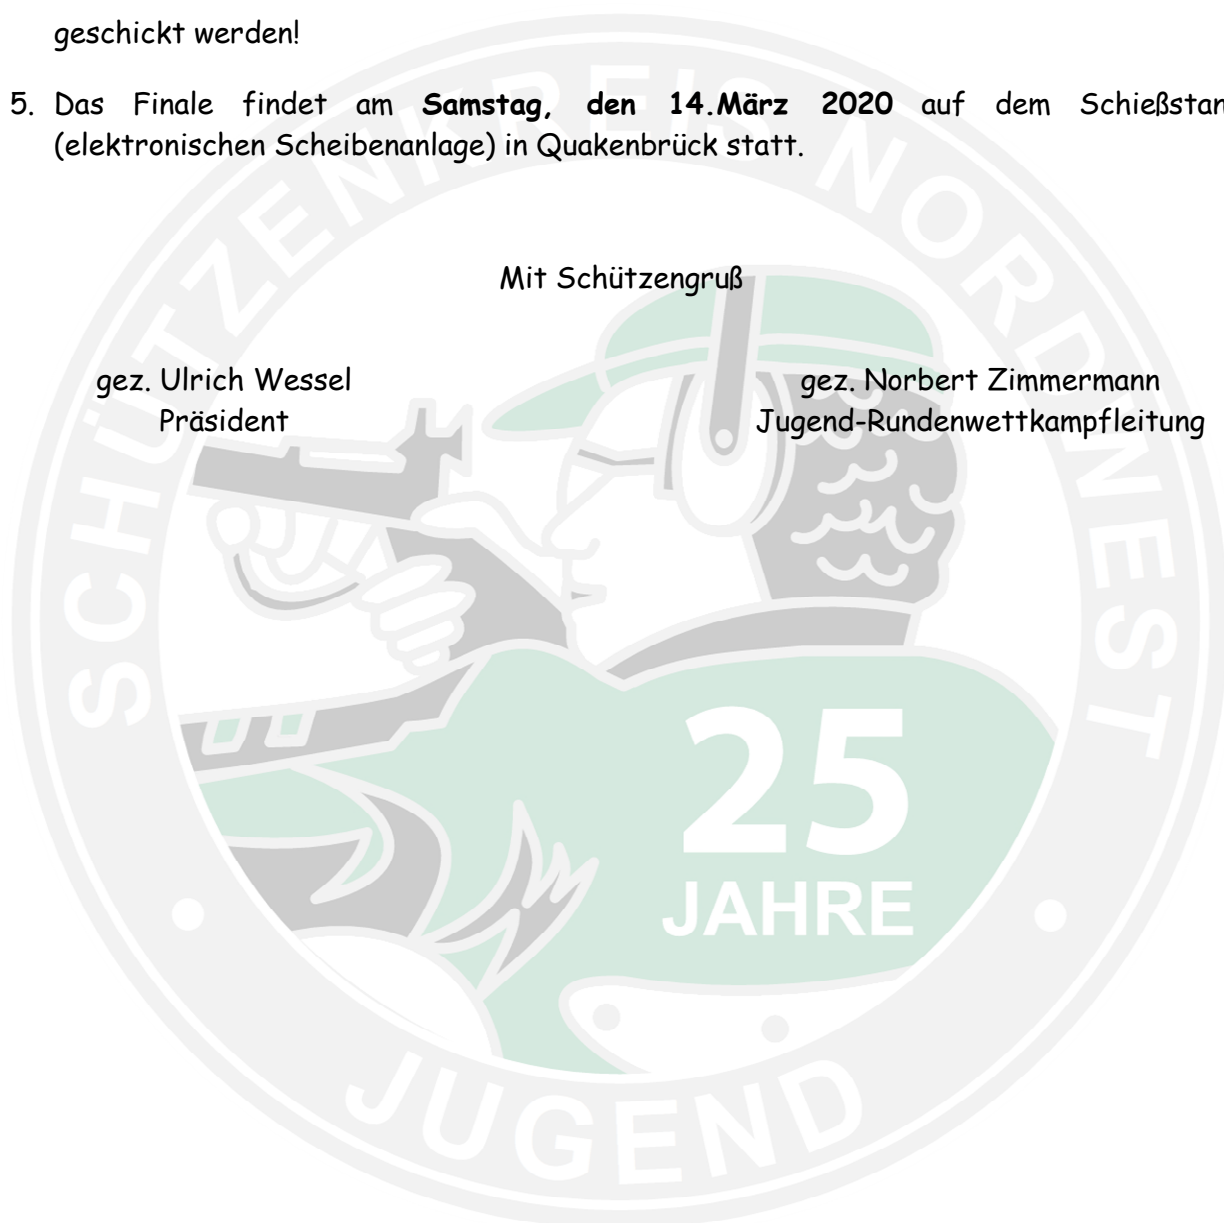 geschickt werden!
5. Das Finale findet am Samstag, den 14.März 2020 auf dem Schießstan
(elektronischen Scheibenanlage) in Quakenbrück statt.
Mit Schützengruß
gez. Ulrich Wessel
Präsident
gez. Norbert Zimmermann
Jugend-Rundenwettkampfleitung
SCHÜTZENKREIS NORDWEST
25
JAHRE
JUGEND